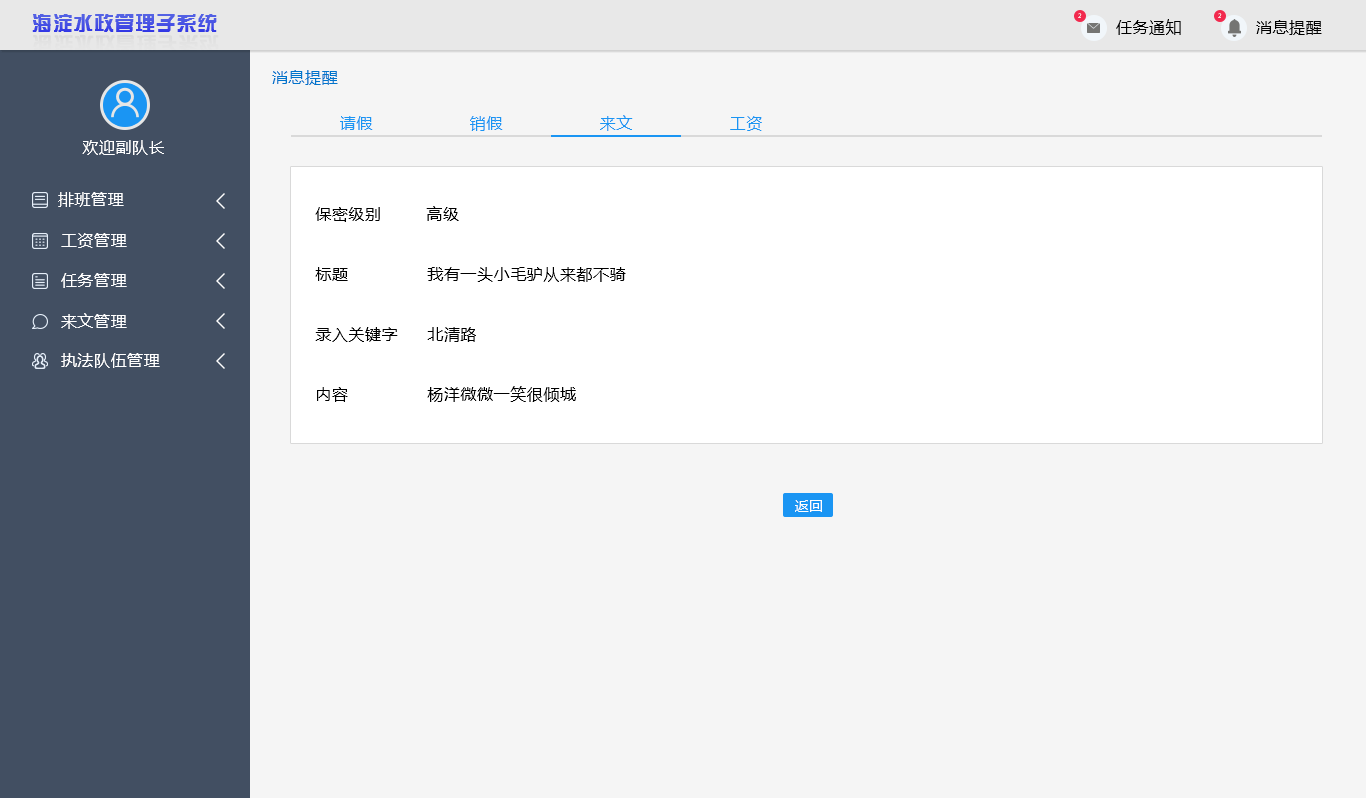 海淀水政管理子系统
2 任务通知 2 消息提醒
欢迎副队长
排班管理
工资管理
任务管理
来文管理
执法队伍管理
消息提醒
请假 销假 来文 工资
保密级别 高级
标题 我有一头小毛驴从来都不骑
录入关键字 北清路
内容 杨洋微微一笑很倾城
返回